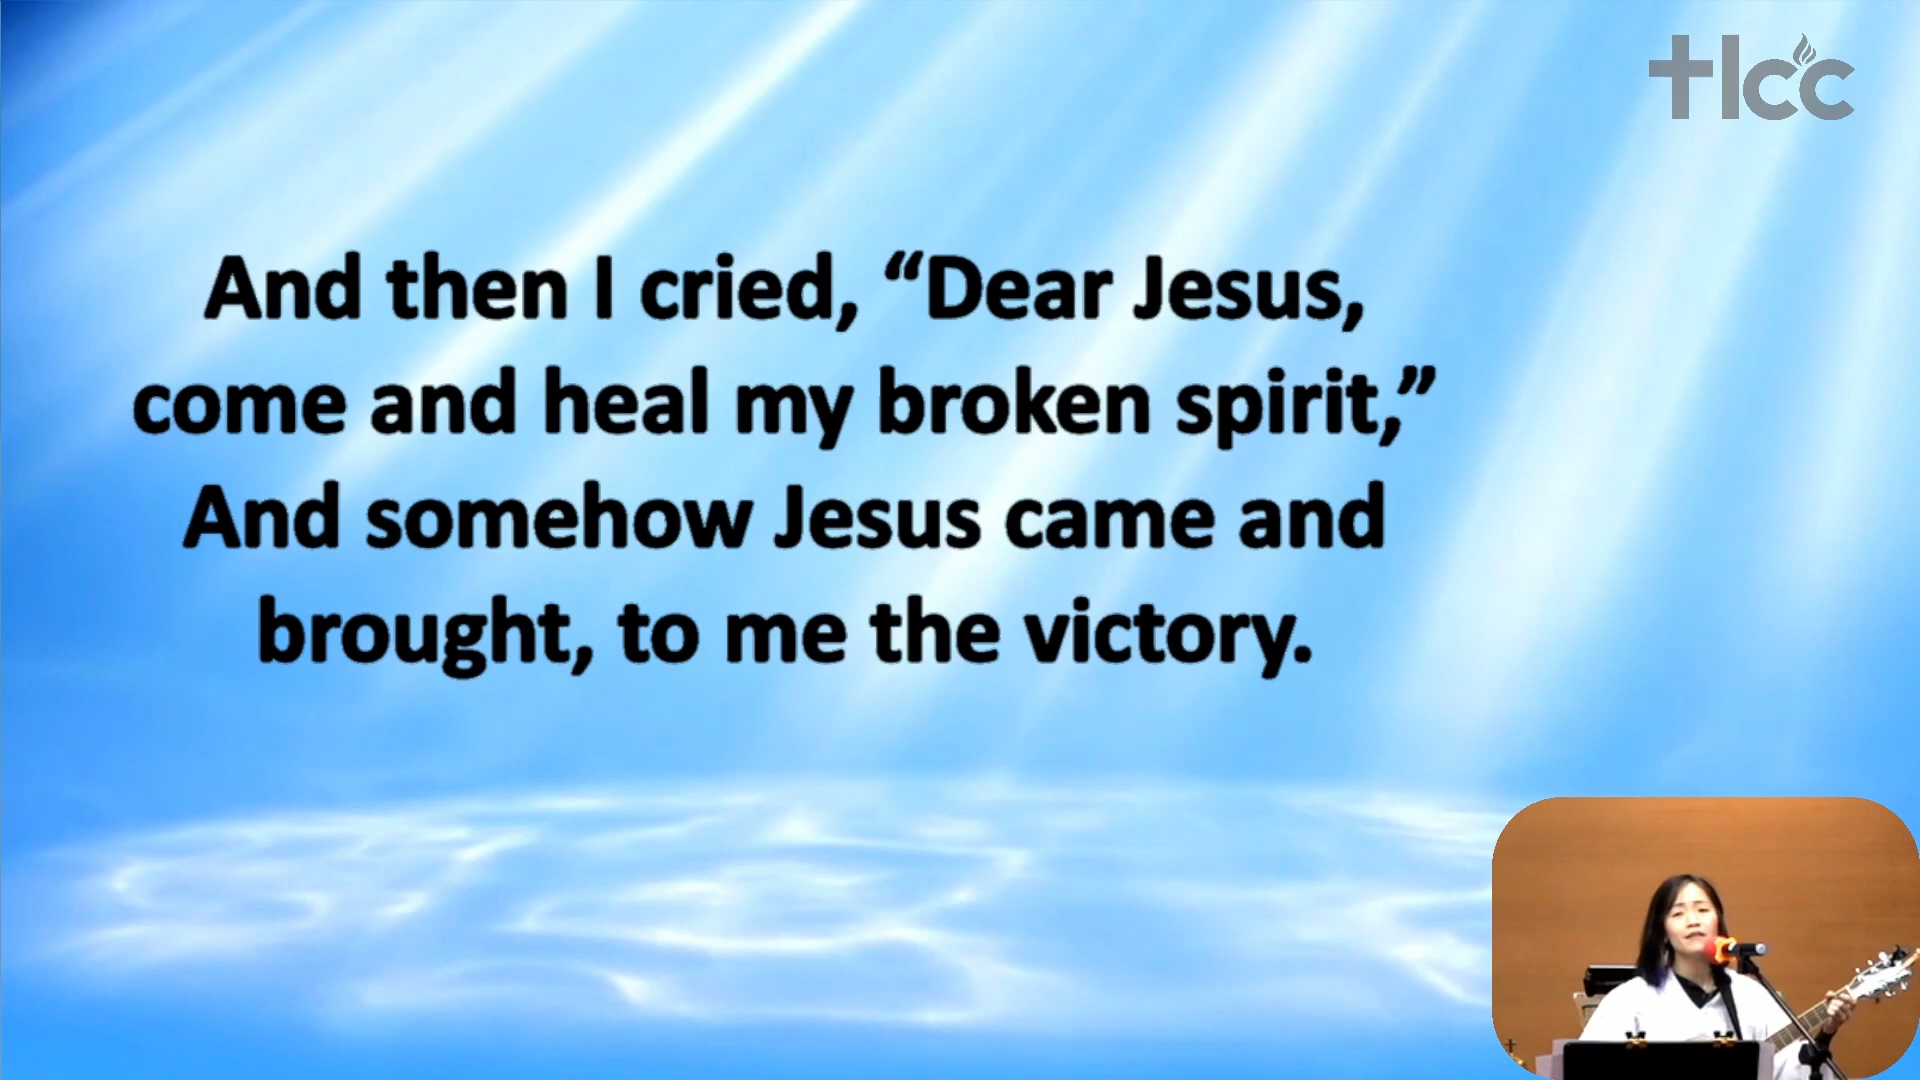 tlcc
And then I cried, “Dear Jesus,
come and heal my broken spirit,”
And somehow Jesus came and
brought, to me the victory.